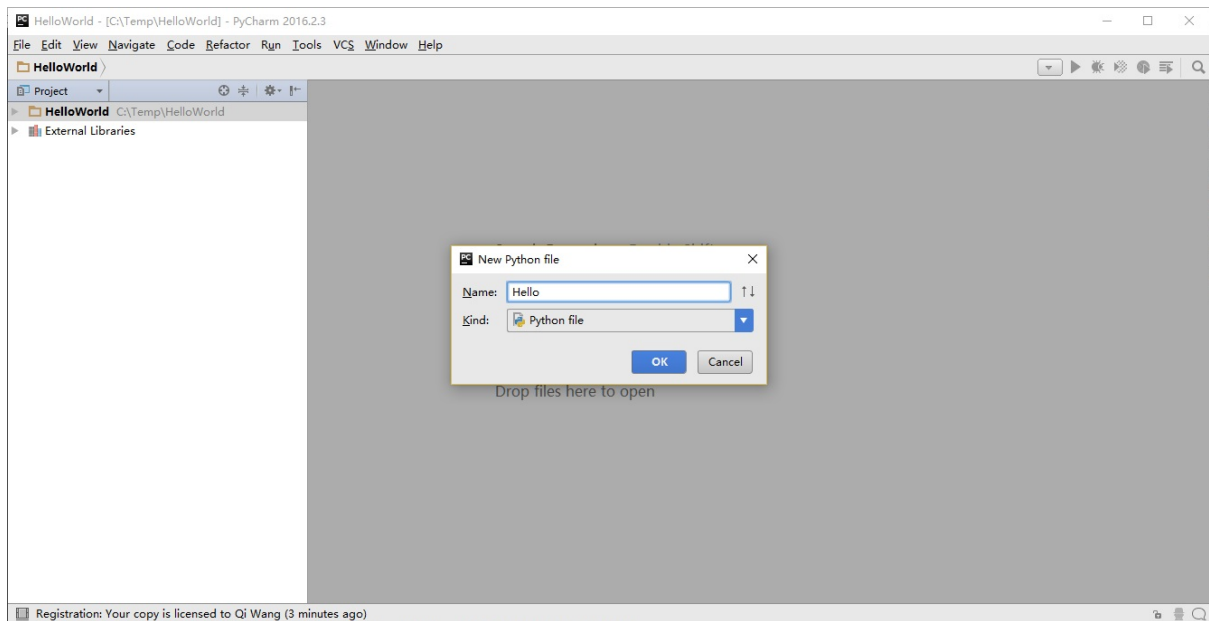 HelloWorld - [C:\Temp\HelloWorld] - PyCharm 2016.2.3
File Edit View Navigate Code Refactor Run Tools VCS Window Help
HelloWorld
Project
HelloWorld C:\Temp\HelloWorld
External Libraries
New Python file
Name: Hello
Kind: Python file
OK Cancel
Drop files here to open
Registration: Your copy is licensed to Qi Wang (3 minutes ago)